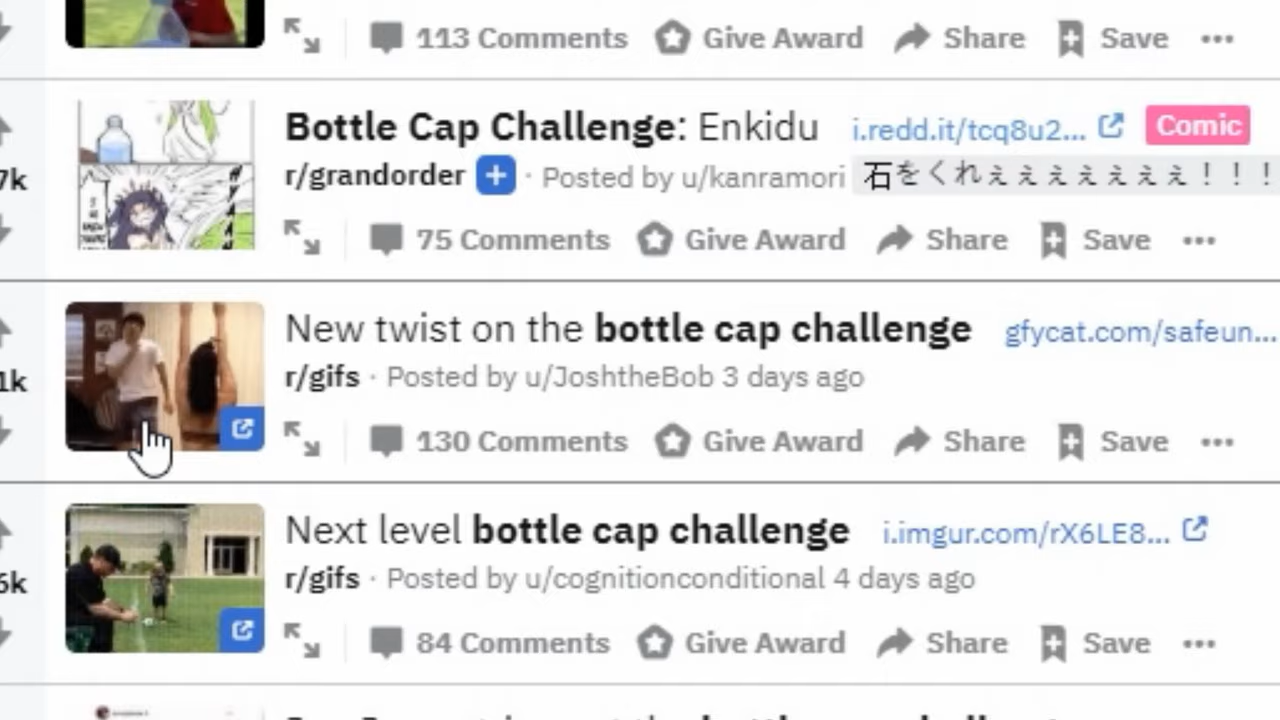 113 Comments Give Award Share Save
Bottle Cap Challenge: Enkidu i.redd.it/tcq8u2... Comic
7k r/grandorder · Posted by u/kanramori 石をくれぇぇぇぇぇぇぇ！！！
75 Comments Give Award Share Save
New twist on the bottle cap challenge gfycat.com/safeun...
1k r/gifs · Posted by u/JoshtheBob 3 days ago
130 Comments Give Award Share Save
Next level bottle cap challenge i.imgur.com/rX6LE8...
6k r/gifs · Posted by u/cognitionconditional 4 days ago
84 Comments Give Award Share Save